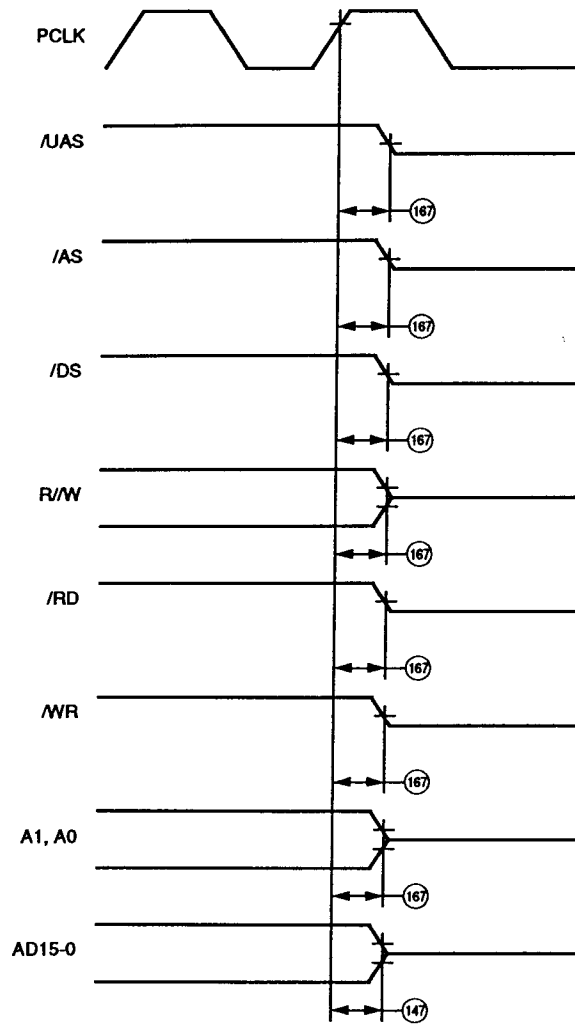 PCLK
/UAS
167
/AS
167
/DS
167
R//W
167
/RD
167
/WR
167
A1, A0
167
AD15-0
147